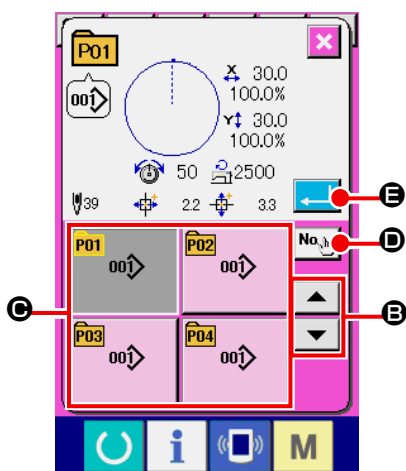 P01
X 30.0
100.0%
001
Y 30.0
100.0%
50 2500
E
39 2.2 3.3
No.
D
P01 P02
001 001
C
B
P03 P04
001 001
i M